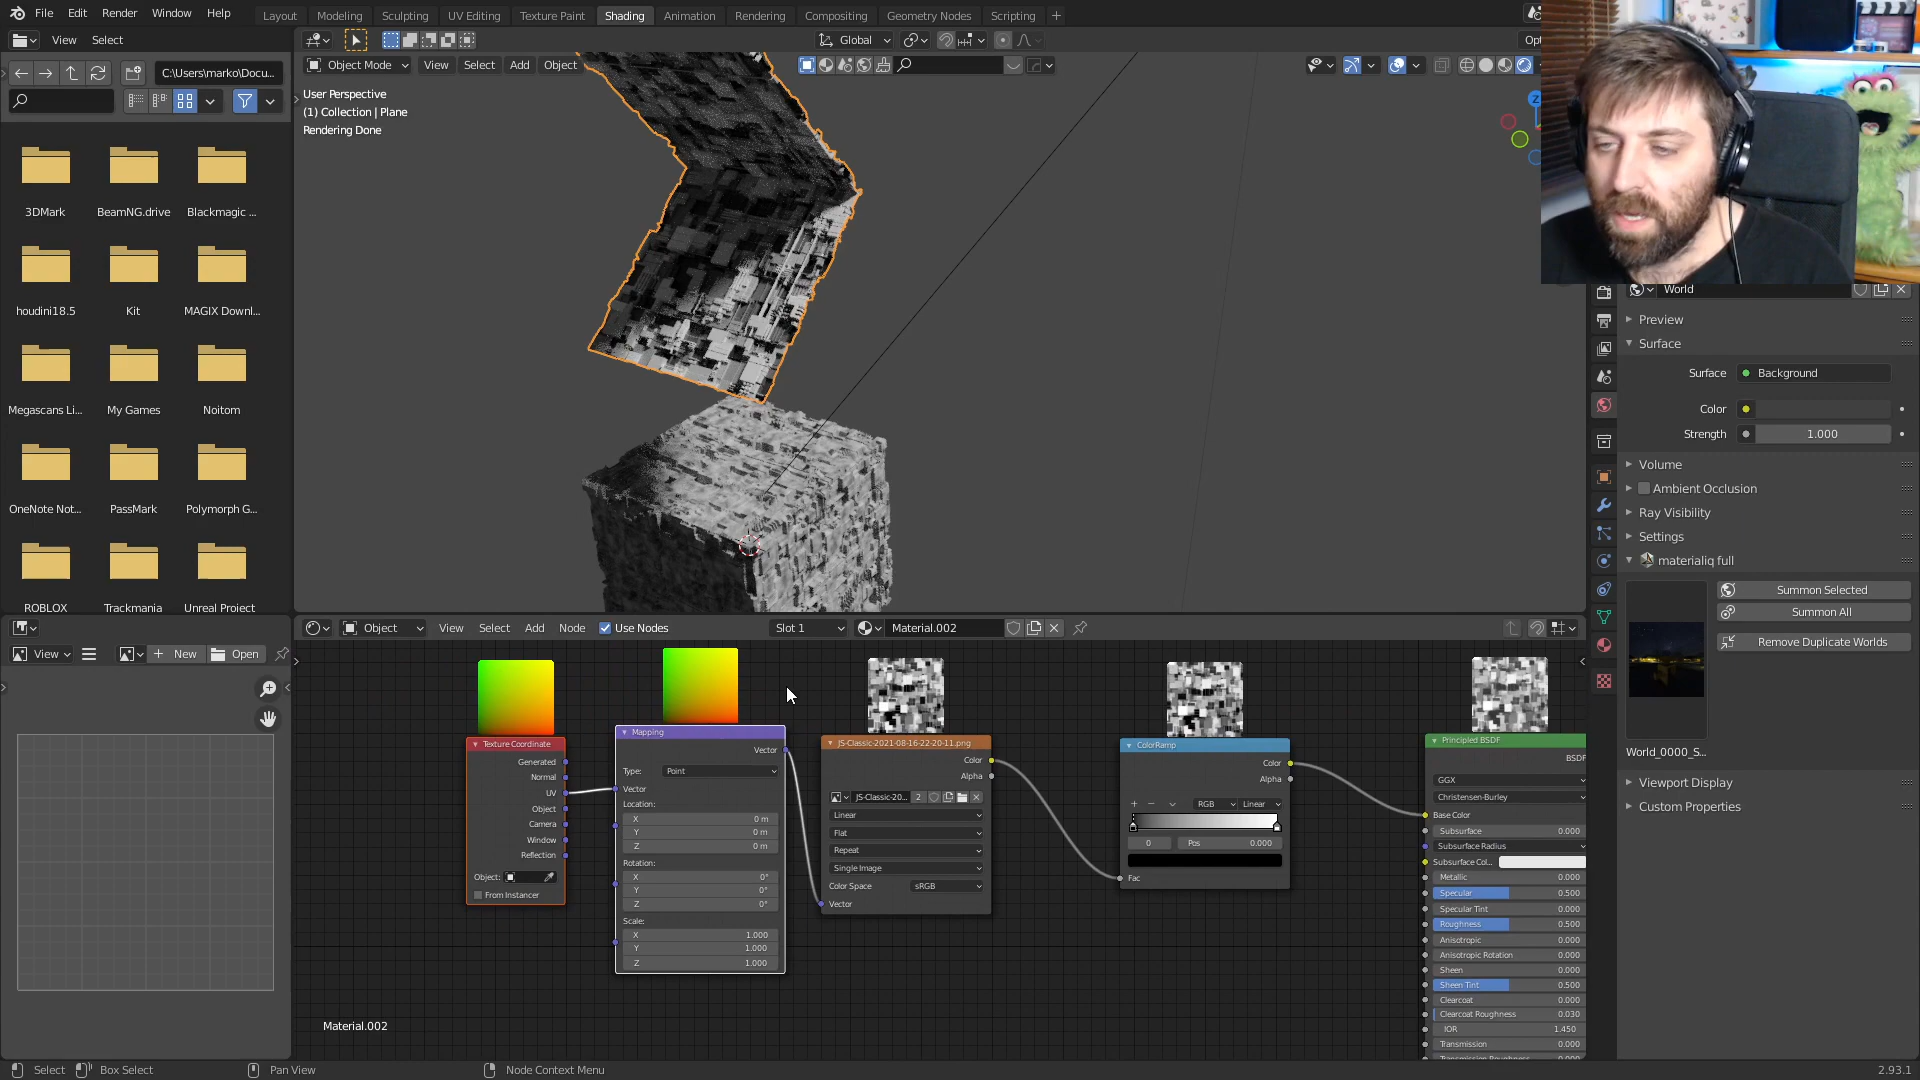 File Edit Render Window Help
Layout Modeling Sculpting UV Editing Texture Paint Shading Animation Rendering Compositing Geometry Nodes Scripting +
View Select
Global
C:\Users\marko\Docu...
Object Mode View Select Add Object
User Perspective
(1) Collection | Plane
Rendering Done
Z
3DMark BeamNG.drive Blackmagic ...
houdini18.5 Kit MAGIX Downl...
Megascans Li... My Games Noitom
OneNote Not... PassMark Polymorph G...
ROBLOX Trackmania Unreal Project
World
Preview
Surface
Surface Background
Color
Strength 1.000
Volume
Ambient Occlusion
Ray Visibility
Settings
materialiq full
Summon Selected
Summon All
Remove Duplicate Worlds
World_0000_S...
Viewport Display
Custom Properties
View New Open
Object View Select Add Node Use Nodes Slot 1 Material.002
Texture Coordinate
Generated
Normal
UV
Object
Camera
Window
Reflection
Object:
From Instancer
Mapping
Vector
Type: Point
Vector
Location:
X 0 m
Y 0 m
Z 0 m
Rotation:
X 0°
Y 0°
Z 0°
Scale:
X 1.000
Y 1.000
Z 1.000
JS-Classic-2021-08-16-22-20-11.png
Color
Alpha
JS-Classic-20... 2
Linear
Flat
Repeat
Single Image
Color Space sRGB
Vector
ColorRamp
Color
Alpha
+ − RGB Linear
0 Pos 0.000
Fac
Principled BSDF
BSDF
GGX
Christensen-Burley
Base Color
Subsurface 0.000
Subsurface Radius
Subsurface Col...
Metallic 0.000
Specular 0.500
Specular Tint 0.000
Roughness 0.500
Anisotropic 0.000
Anisotropic Rotation 0.000
Sheen 0.000
Sheen Tint 0.500
Clearcoat 0.000
Clearcoat Roughness 0.030
IOR 1.450
Transmission 0.000
Material.002
Select Box Select Pan View Node Context Menu 2.93.1